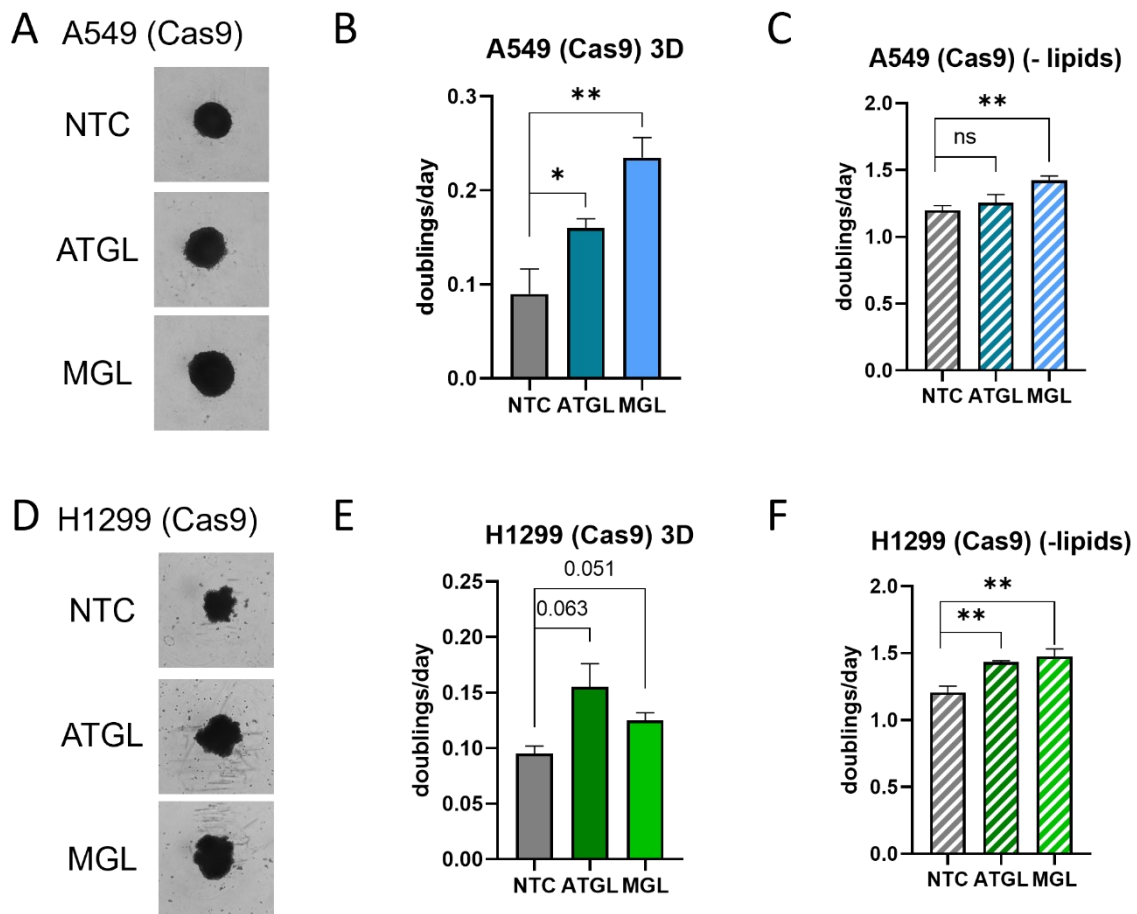 A A549 (Cas9)
NTC
ATGL
MGL
B
A549 (Cas9) 3D
doublings/day
0.3
0.2
0.1
0.0
**
*
NTC ATGL MGL
C
A549 (Cas9) (- lipids)
doublings/day
2.0
1.5
1.0
0.5
0.0
**
ns
NTC ATGL MGL
D H1299 (Cas9)
NTC
ATGL
MGL
E
H1299 (Cas9) 3D
doublings/day
0.25
0.20
0.15
0.10
0.05
0.00
0.051
0.063
NTC ATGL MGL
F
H1299 (Cas9) (-lipids)
doublings/day
2.0
1.5
1.0
0.5
0.0
**
**
NTC ATGL MGL